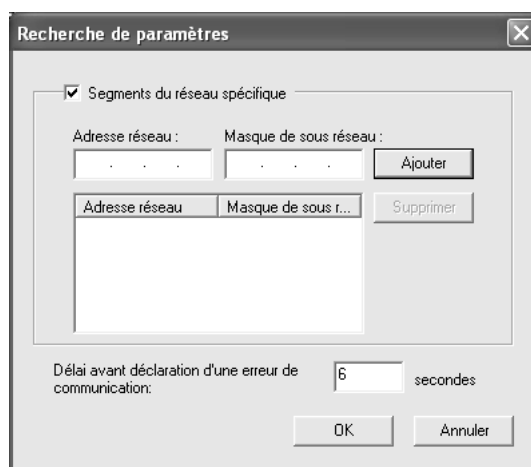 Recherche de paramètres
Segments du réseau spécifique
Adresse réseau :
Masque de sous réseau :
Ajouter
Adresse réseau
Masque de sous r...
Supprimer
Délai avant déclaration d'une erreur de
communication:
6
secondes
OK
Annuler